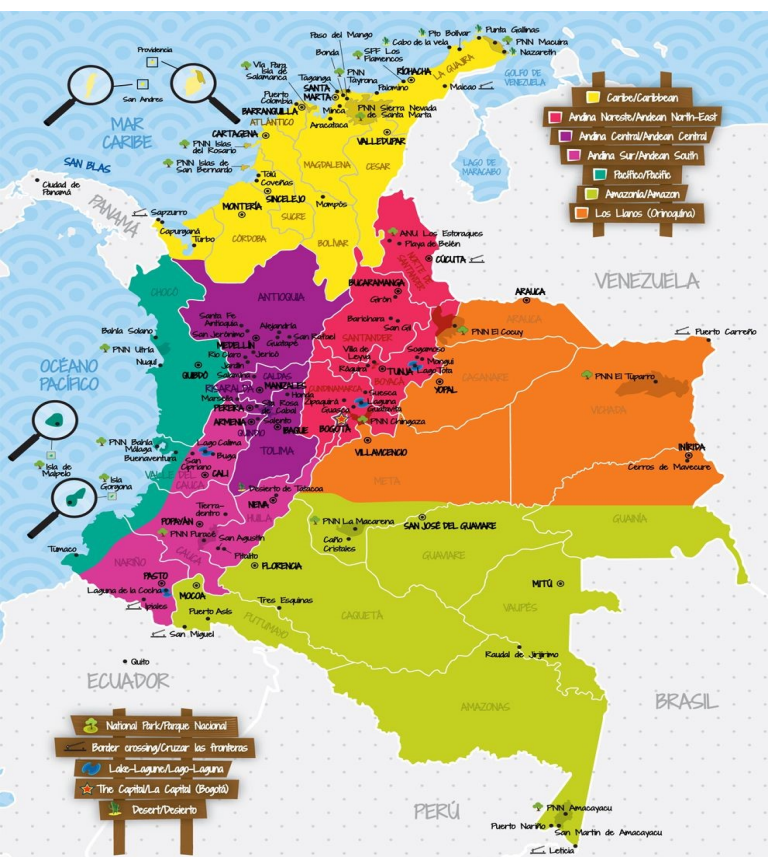 Paso del Mango
Pto Bolívar
Punta Gallinas
Cabo de la vela
PNN Macuira
Nazareth
Providencia
San Andres
Bonda
SPF Los
Flamencos
Vía Para
Isla de
Salamanca
Taganga
PNN
Tayrona
RÍOHACHA
LA GUAJIRA
GOLFO DE
VENEZUELA
Puerto
Colombia
SANTA
MARTA
Palomino
Maicao
BARRANQUILLA
Minca
PNN Sierra Nevada
de Santa Marta
ATLÁNTICO
Aracataca
CARTAGENA
VALLEDUPAR
MAR
CARIBE
PNN Islas
del Rosario
PNN Islas de
San Bernardo
MAGDALENA
CESAR
LAGO DE
MARACAIBO
SAN BLAS
Tolú
Coveñas
Ciudad de
Panamá
SINCELEJO
Mompós
MONTERÍA
SUCRE
PANAMÁ
Sapzurro
Capurganá
Turbo
CÓRDOBA
BOLÍVAR
ANU Los Estoraques
Playa de Belén
NORTE DE
SANTANDER
CÚCUTA
VENEZUELA
Caribe/Caribbean
Andina Noreste/Andean North-East
Andina Central/Andean Central
Andina Sur/Andean South
Pacífico/Pacific
Amazonía/Amazon
Los Llanos (Orinoquína)
CHOCÓ
ANTIOQUIA
BUCARAMANGA
Girón
ARAUCA
ARAUCA
Santa Fe
Antioquia
Alejandría
Barichara
San Gil
Bahía Solano
San Jerónimo
San Rafael
SANTANDER
PNN El Cocuy
Puerto Carreño
MEDELLÍN
Guatapé
PNN Utría
Río Claro
Jericó
Villa de
Leyva
Sogamoso
Monguí
OCÉANO
PACÍFICO
Nuquí
Jardín
Ráquira
TUNJA
Lago Tota
QUIBDÓ
Salamina
CALDAS
BOYACÁ
CASANARE
PNN El Tuparro
RISARALDA
MANIZALES
CUNDINAMARCA
Suesca
YOPAL
Marsella
Honda
Zipaquirá
Laguna
Guatavita
VICHADA
PEREIRA
Sta Rosa
de Cabal
Guasca
ARMENIA
Salento
BOGOTÁ
PNN Chingaza
QUINDÍO
IBAGUE
PNN Bahía
Málaga
Lago Calima
VILLAVICENCIO
INÍRIDA
Buenaventura
Buga
TOLIMA
Cerros de Mavecure
Isla de
Malpelo
San
Cipriano
CALI
META
Isla
Gorgona
VALLE DEL
CAUCA
Desierto de Tatacoa
Tierra-
dentro
NEIVA
HUILA
PNN La Macarena
SAN JOSÉ DEL GUAVIARE
GUAINÍA
POPAYÁN
PNN Puracé
San Agustín
Caño
Cristales
Tumaco
CAUCA
Pitalito
GUAVIARE
NARIÑO
FLORENCIA
PASTO
MITÚ
Laguna de la Cocha
MOCOA
Tres Esquinas
VAUPÉS
Ipiales
Puerto Asís
CAQUETÁ
San Miguel
PUTUMAYO
Raudal de Jirijirimo
Quito
ECUADOR
BRASIL
AMAZONAS
National Park/Parque Nacional
Border crossing/Cruzar las fronteras
Lake-Lagune/Lago-Laguna
The Capital/La Capital (Bogotá)
Desert/Desierto
PERÚ
PNN Amacayacu
Puerto Nariño
San Martin de Amacayacu
Leticia